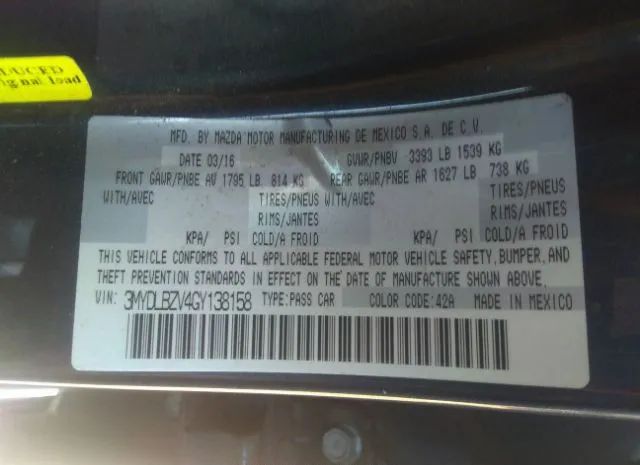 iginal Load
MFD. BY MAZDA MOTOR MANUFACTURING DE MEXICO S.A. DE C.V.
DATE 03/16 GVWR/PNBV 3393 LB 1539 KG
FRONT GAWR/PNBE AV 1795 LB 814 KG REAR GAWR/PNBE AR 1627 LB 738 KG
WITH/AVEC TIRES/PNEUS WITH/AVEC TIRES/PNEUS
RIMS/JANTES RIMS/JANTES
KPA/ PSI COLD/A FROID KPA/ PSI COLD/A FROID
THIS VEHICLE CONFORMS TO ALL APPLICABLE FEDERAL MOTOR VEHICLE SAFETY, BUMPER, AND
THEFT PREVENTION STANDARDS IN EFFECT ON THE DATE OF MANUFACTURE SHOWN ABOVE.
VIN: 3MYDLBZV4GY138158 TYPE:PASS CAR COLOR CODE:42A MADE IN MEXICO